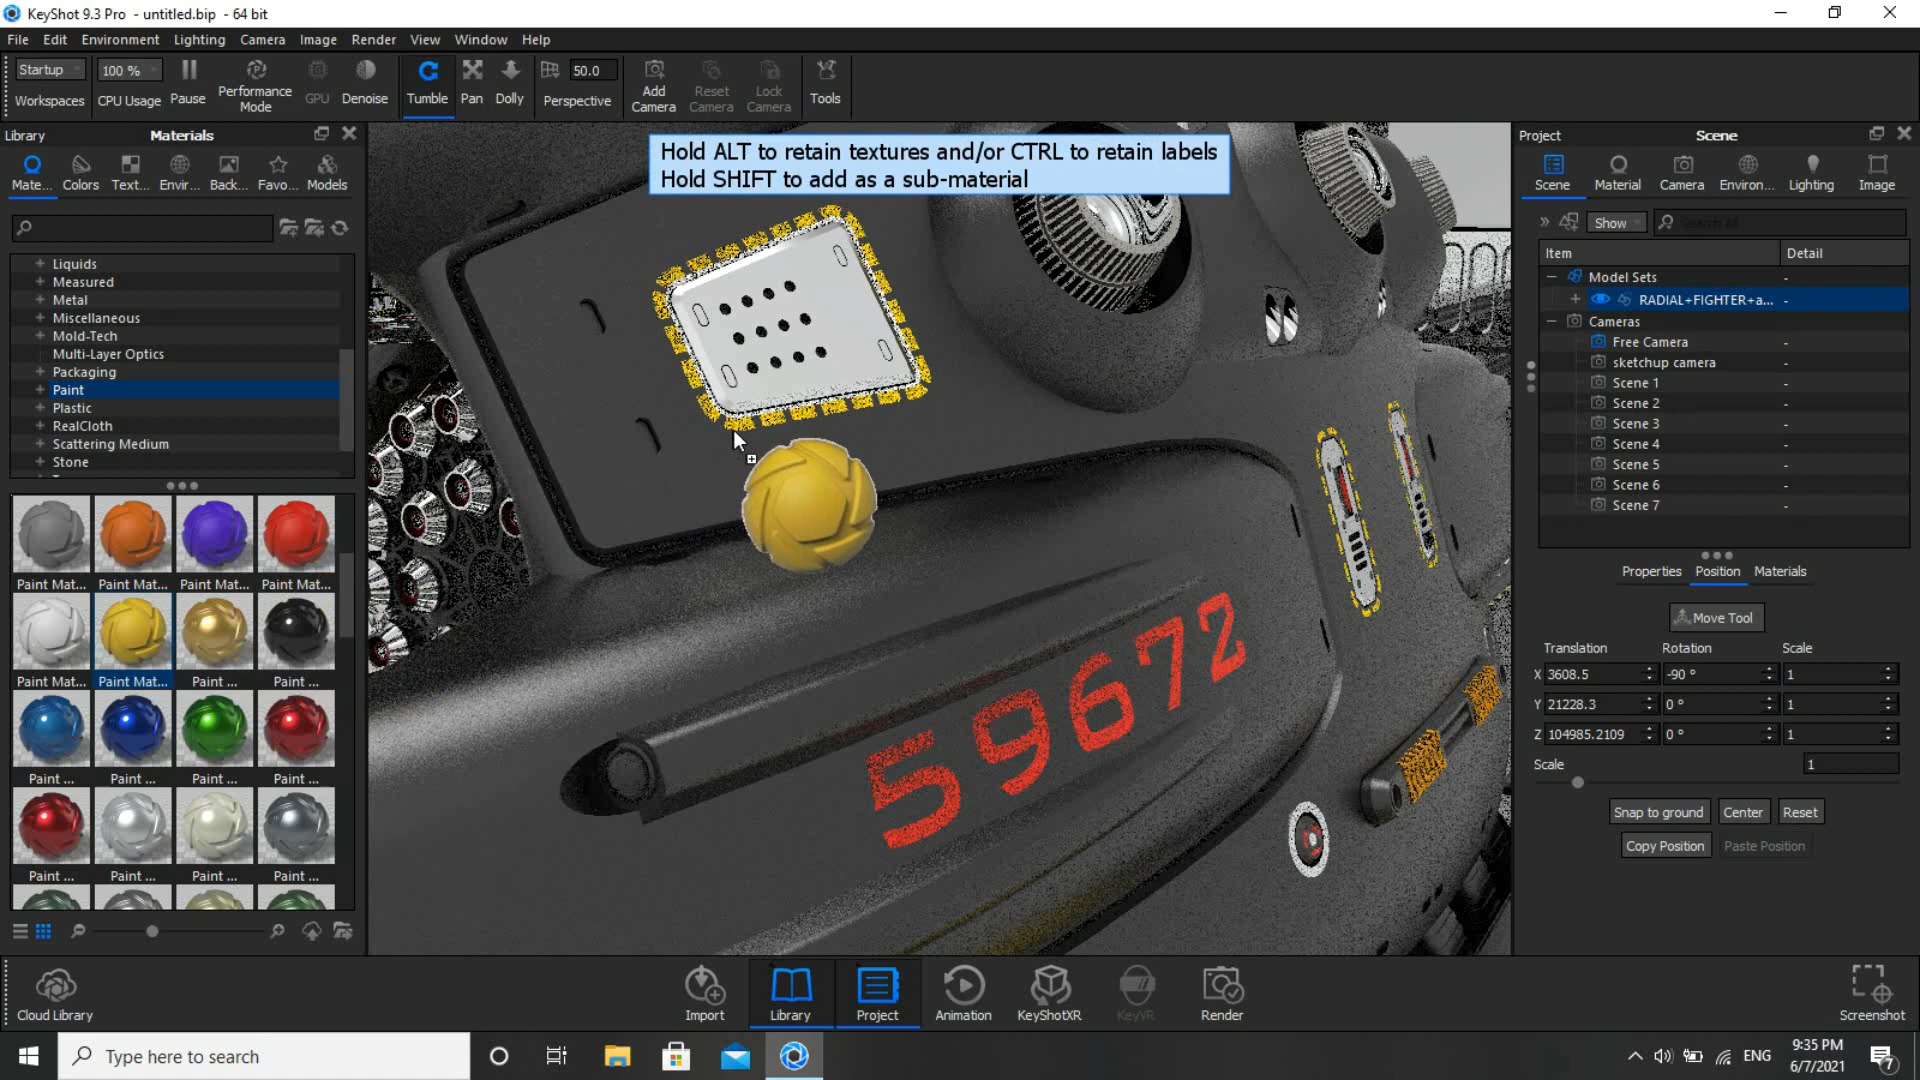 KeyShot 9.3 Pro - untitled.bip - 64 bit
File Edit Environment Lighting Camera Image Render View Window Help
Startup
100 %
50.0
Workspaces
CPU Usage
Pause
Performance
Mode
GPU
Denoise
Tumble
Pan
Dolly
Perspective
Add
Camera
Reset
Camera
Lock
Camera
Tools
Library
Materials
Mate...
Colors
Text...
Envir...
Back...
Favo...
Models
Liquids
Measured
Metal
Miscellaneous
Mold-Tech
Multi-Layer Optics
Packaging
Paint
Plastic
RealCloth
Scattering Medium
Stone
Paint Mat... Paint Mat... Paint Mat... Paint Mat...
Paint Mat... Paint Mat... Paint ... Paint ...
Paint ... Paint ... Paint ... Paint ...
Paint ... Paint ... Paint ... Paint ...
Hold ALT to retain textures and/or CTRL to retain labels
Hold SHIFT to add as a sub-material
59672
Project
Scene
Scene
Material
Camera
Environ...
Lighting
Image
Show
Item
Detail
Model Sets -
RADIAL+FIGHTER+a... -
Cameras
Free Camera -
sketchup camera -
Scene 1 -
Scene 2 -
Scene 3 -
Scene 4 -
Scene 5 -
Scene 6 -
Scene 7 -
Properties Position Materials
Move Tool
Translation Rotation Scale
X 3608.5 -90 ° 1
Y 21228.3 0 ° 1
Z 104985.2109 0 ° 1
Scale 1
Snap to ground Center Reset
Copy Position Paste Position
Cloud Library
Import
Library
Project
Animation
KeyShotXR
KeyVR
Render
Screenshot
Type here to search
ENG
9:35 PM
6/7/2021
7